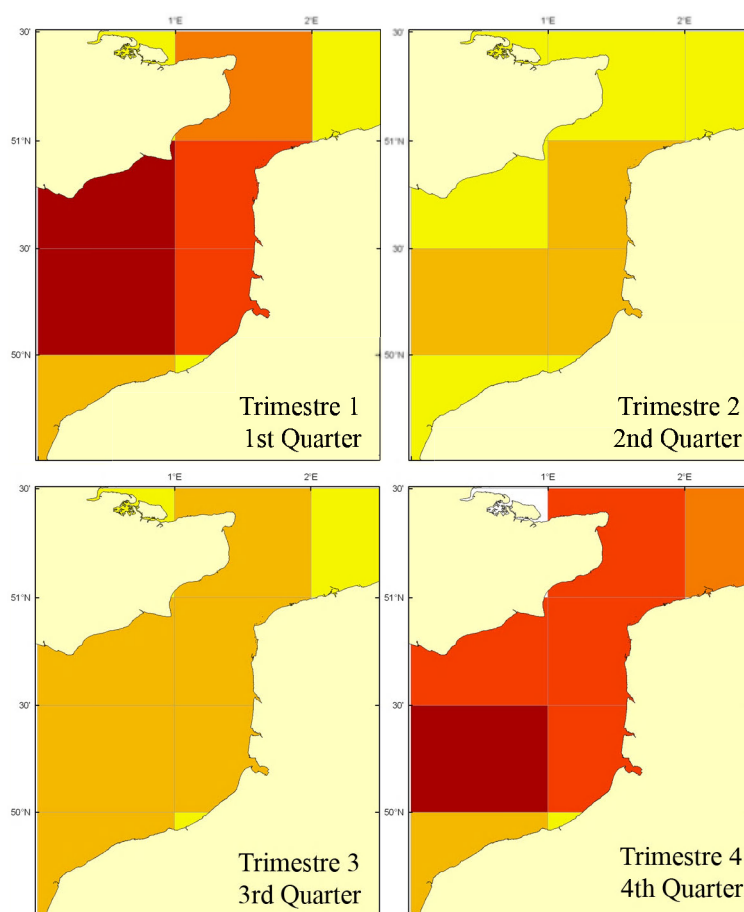 1°E 2°E
30'
51°N
30'
50°N
Trimestre 1
1st Quarter
1°E 2°E
30'
51°N
30'
50°N
Trimestre 2
2nd Quarter
1°E 2°E
30'
51°N
30'
50°N
Trimestre 3
3rd Quarter
1°E 2°E
30'
51°N
30'
50°N
Trimestre 4
4th Quarter